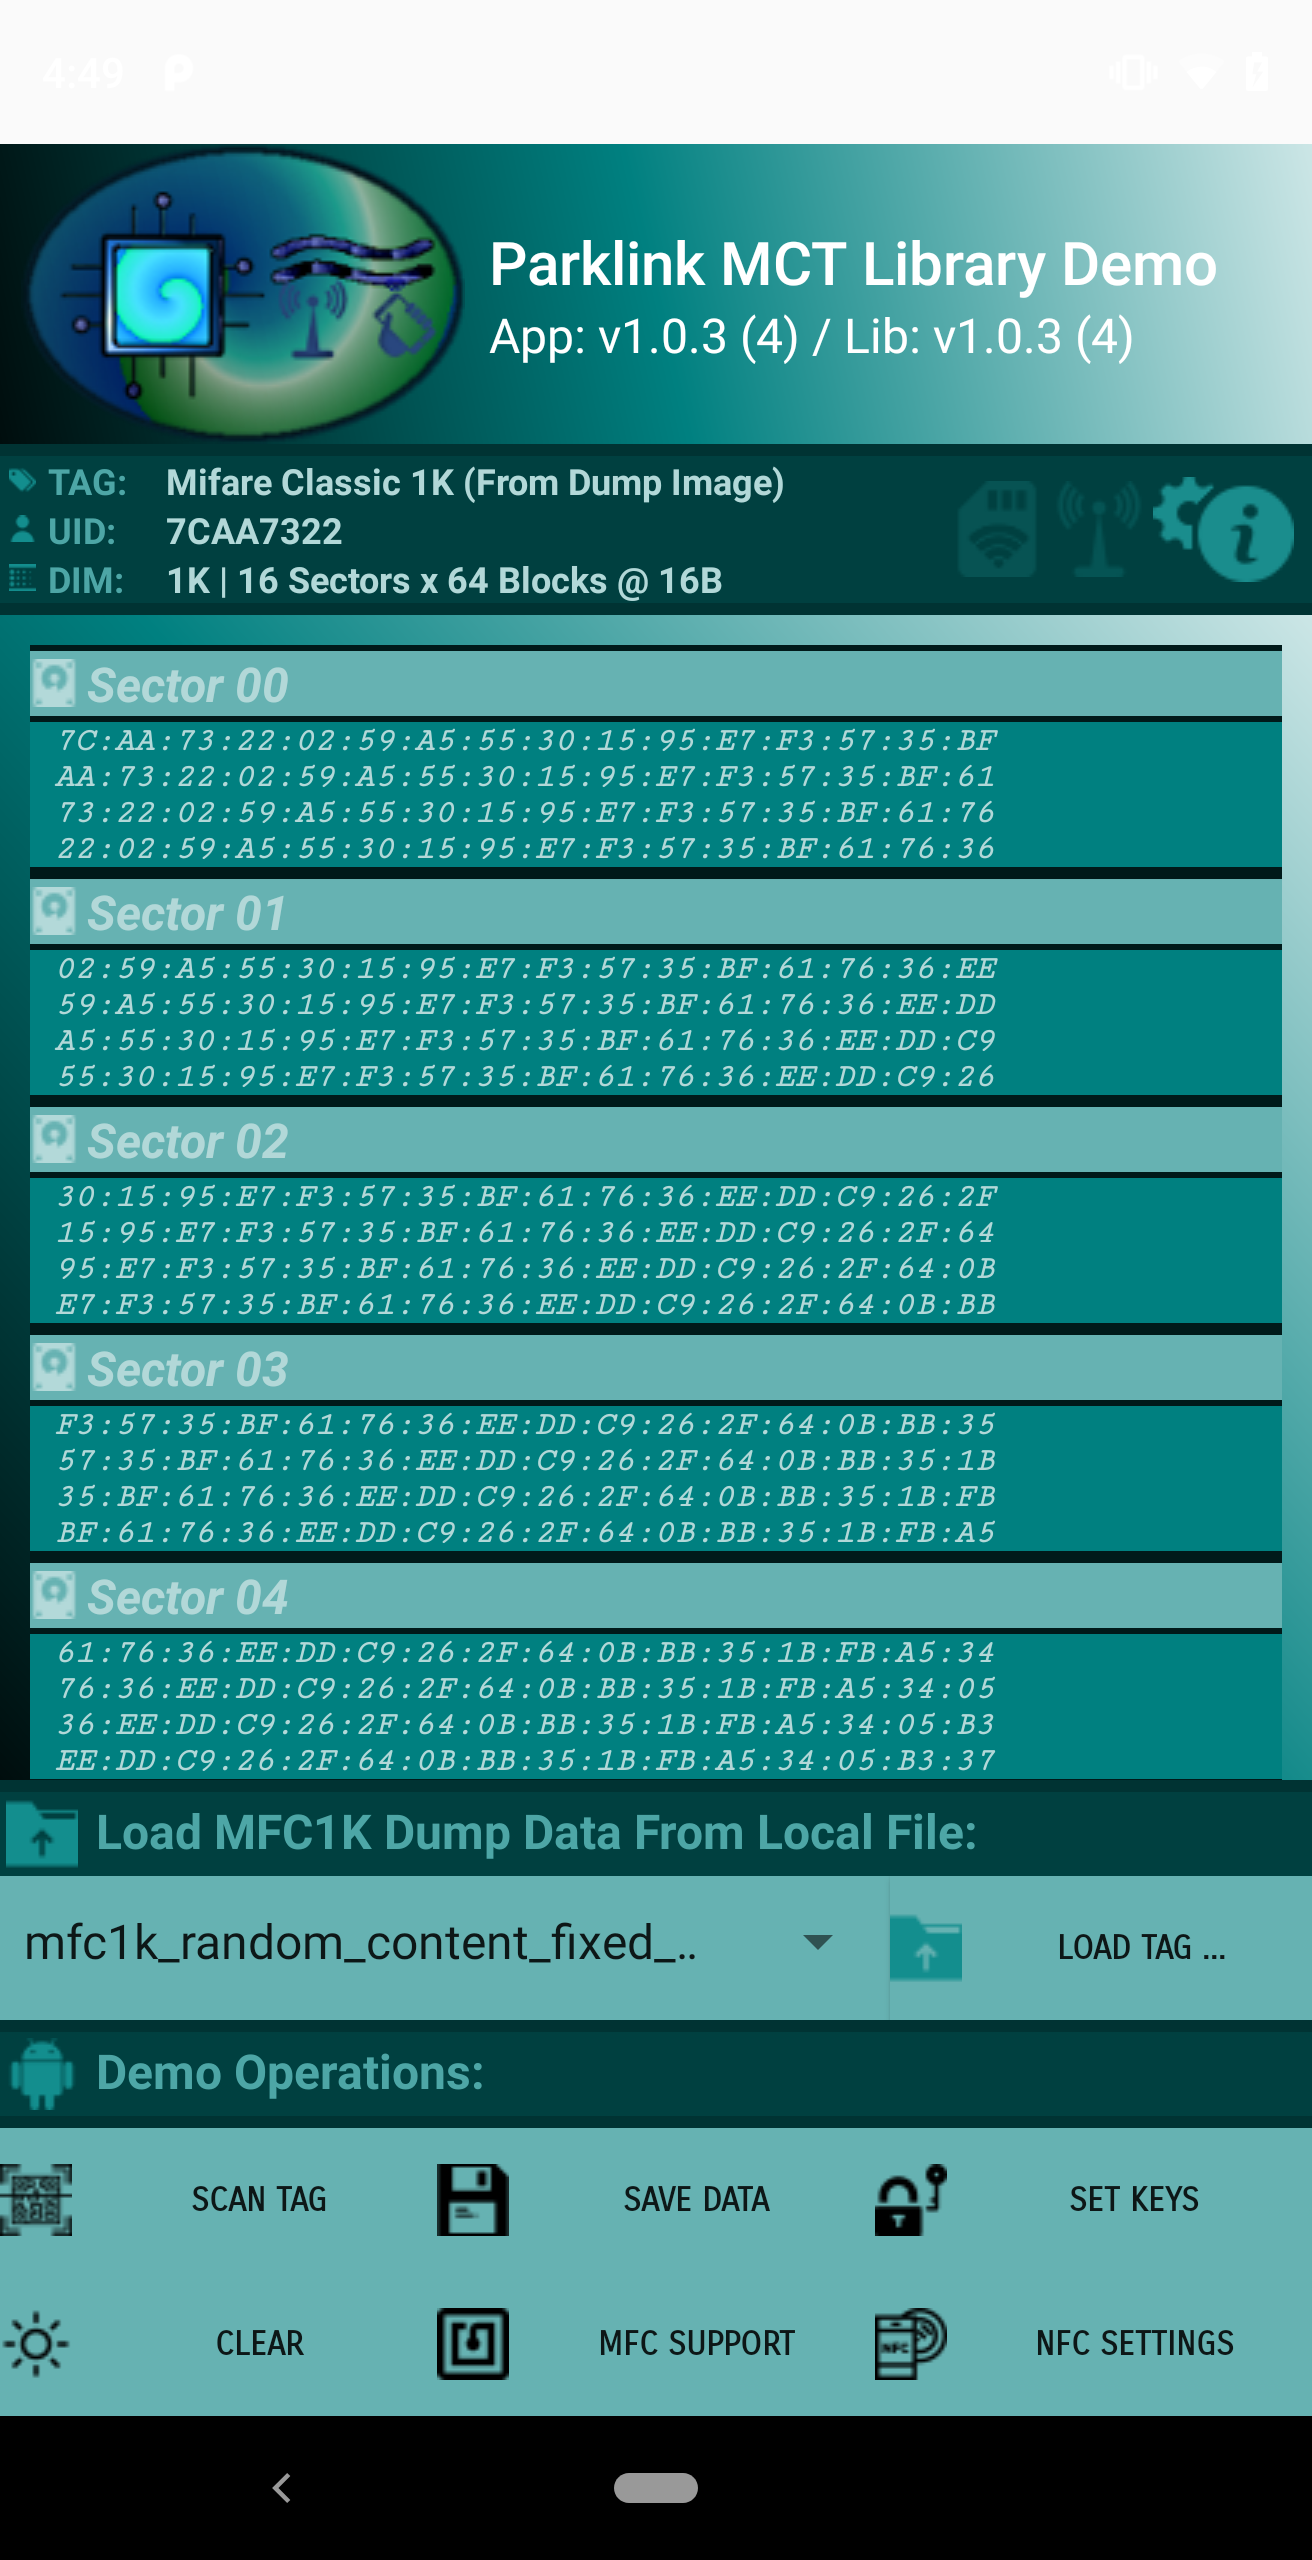 4:49
Parklink MCT Library Demo
App: v1.0.3 (4) / Lib: v1.0.3 (4)
TAG: Mifare Classic 1K (From Dump Image)
UID: 7CAA7322
DIM: 1K | 16 Sectors x 64 Blocks @ 16B
Sector 00
7C:AA:73:22:02:59:A5:55:30:15:95:E7:F3:57:35:BF
AA:73:22:02:59:A5:55:30:15:95:E7:F3:57:35:BF:61
73:22:02:59:A5:55:30:15:95:E7:F3:57:35:BF:61:76
22:02:59:A5:55:30:15:95:E7:F3:57:35:BF:61:76:36
Sector 01
02:59:A5:55:30:15:95:E7:F3:57:35:BF:61:76:36:EE
59:A5:55:30:15:95:E7:F3:57:35:BF:61:76:36:EE:DD
A5:55:30:15:95:E7:F3:57:35:BF:61:76:36:EE:DD:C9
55:30:15:95:E7:F3:57:35:BF:61:76:36:EE:DD:C9:26
Sector 02
30:15:95:E7:F3:57:35:BF:61:76:36:EE:DD:C9:26:2F
15:95:E7:F3:57:35:BF:61:76:36:EE:DD:C9:26:2F:64
95:E7:F3:57:35:BF:61:76:36:EE:DD:C9:26:2F:64:0B
E7:F3:57:35:BF:61:76:36:EE:DD:C9:26:2F:64:0B:BB
Sector 03
F3:57:35:BF:61:76:36:EE:DD:C9:26:2F:64:0B:BB:35
57:35:BF:61:76:36:EE:DD:C9:26:2F:64:0B:BB:35:1B
35:BF:61:76:36:EE:DD:C9:26:2F:64:0B:BB:35:1B:FB
BF:61:76:36:EE:DD:C9:26:2F:64:0B:BB:35:1B:FB:A5
Sector 04
61:76:36:EE:DD:C9:26:2F:64:0B:BB:35:1B:FB:A5:34
76:36:EE:DD:C9:26:2F:64:0B:BB:35:1B:FB:A5:34:05
36:EE:DD:C9:26:2F:64:0B:BB:35:1B:FB:A5:34:05:B3
EE:DD:C9:26:2F:64:0B:BB:35:1B:FB:A5:34:05:B3:37
Load MFC1K Dump Data From Local File:
mfc1k_random_content_fixed_..
LOAD TAG ...
Demo Operations:
SCAN TAG
SAVE DATA
SET KEYS
CLEAR
MFC SUPPORT
NFC
NFC SETTINGS